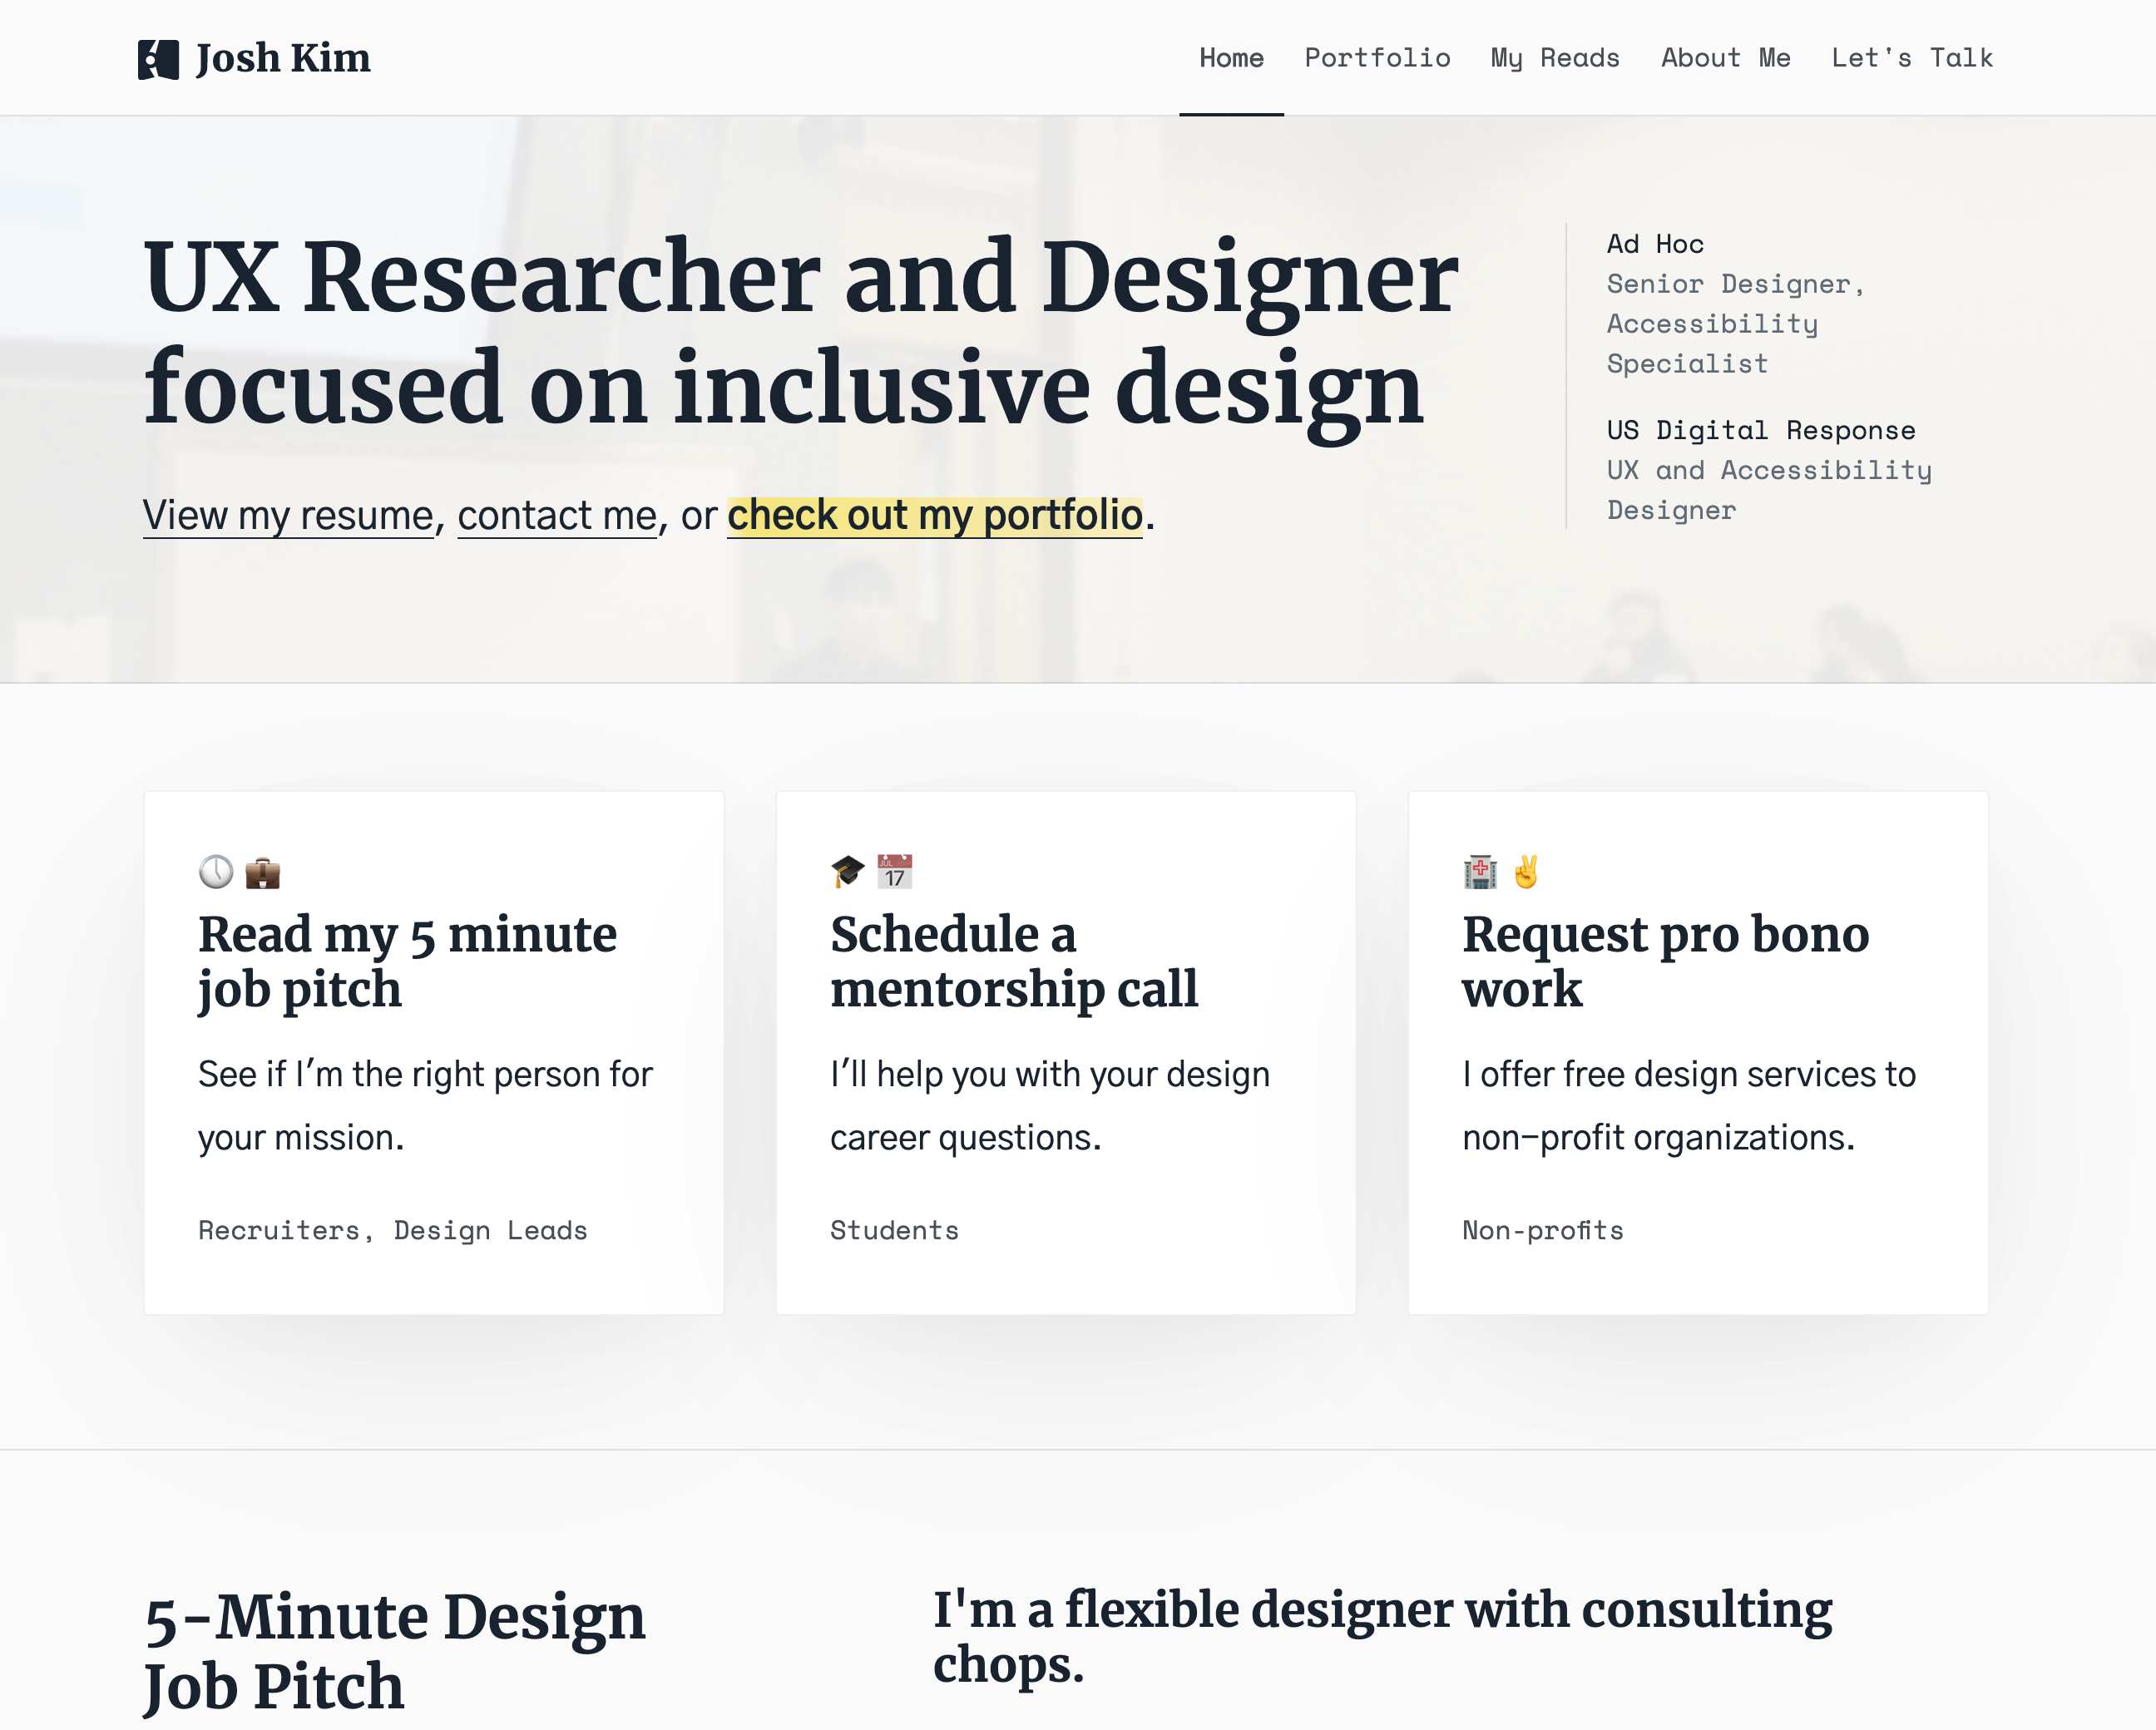 Josh Kim
Home
Portfolio
My Reads
About Me
Let's Talk
UX Researcher and Designer
focused on inclusive design
View my resume, contact me, or check out my portfolio.
Ad Hoc
Senior Designer,
Accessibility
Specialist
US Digital Response
UX and Accessibility
Designer
Read my 5 minute
job pitch
See if I'm the right person for
your mission.
Recruiters, Design Leads
JUL
17
Schedule a
mentorship call
I'll help you with your design
career questions.
Students
Request pro bono
work
I offer free design services to
non-profit organizations.
Non-profits
5-Minute Design
Job Pitch
I'm a flexible designer with consulting
chops.